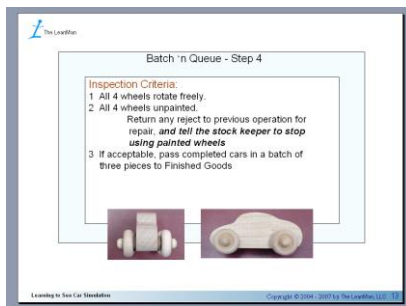 The LeanMan
Batch 'n Queue - Step 4
Inspection Criteria:
1 All 4 wheels rotate freely.
2 All 4 wheels unpainted.
Return any reject to previous operation for
repair, and tell the stock keeper to stop
using painted wheels
3 If acceptable, pass completed cars in a batch of
three pieces to Finished Goods
Learning to See Car Simulation
Copyright © 2004 - 2007 by The LeanMan, LLC 13